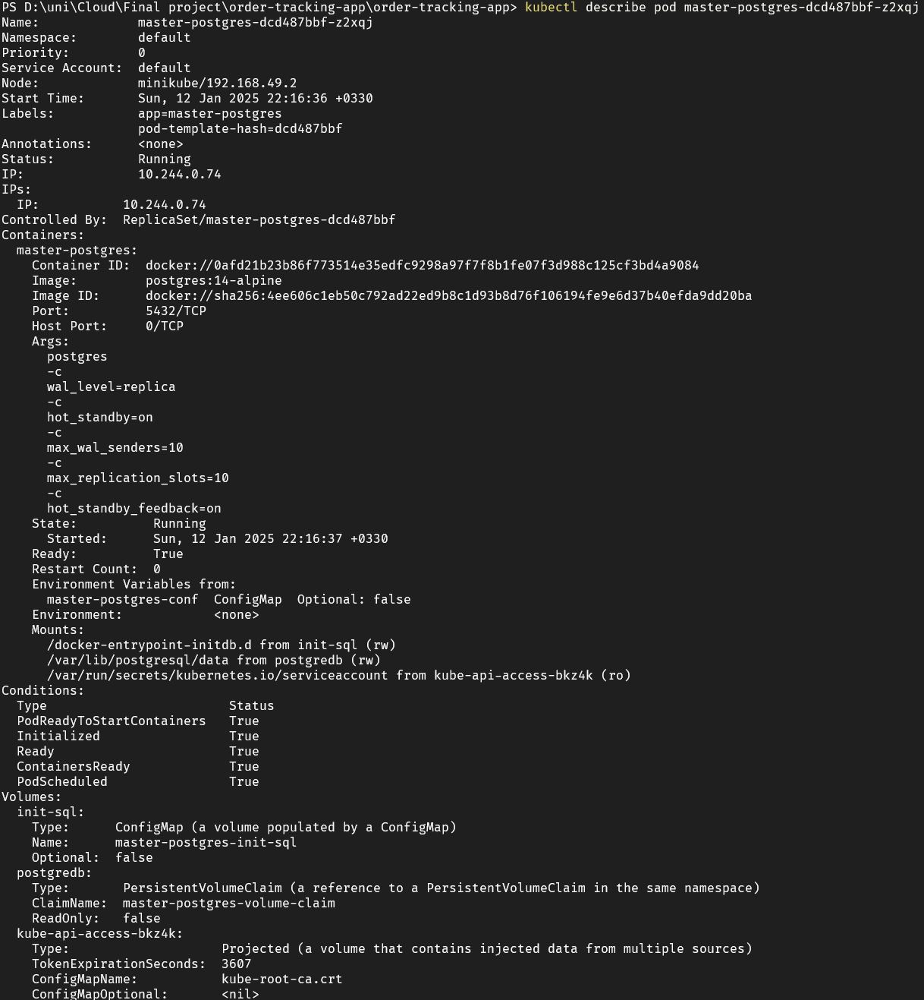 PS D:\uni\Cloud\Final project\order-tracking-app\order-tracking-app> kubectl describe pod master-postgres-dcd487bbf-z2xqj
Name:             master-postgres-dcd487bbf-z2xqj
Namespace:        default
Priority:         0
Service Account:  default
Node:             minikube/192.168.49.2
Start Time:       Sun, 12 Jan 2025 22:16:36 +0330
Labels:           app=master-postgres
                  pod-template-hash=dcd487bbf
Annotations:      <none>
Status:           Running
IP:               10.244.0.74
IPs:
  IP:           10.244.0.74
Controlled By:  ReplicaSet/master-postgres-dcd487bbf
Containers:
  master-postgres:
    Container ID:  docker://0afd21b23b86f773514e35edfc9298a97f7f8b1fe07f3d988c125cf3bd4a9084
    Image:         postgres:14-alpine
    Image ID:      docker://sha256:4ee606c1eb50c792ad22ed9b8c1d93b8d76f106194fe9e6d37b40efda9dd20ba
    Port:          5432/TCP
    Host Port:     0/TCP
    Args:
      postgres
      -c
      wal_level=replica
      -c
      hot_standby=on
      -c
      max_wal_senders=10
      -c
      max_replication_slots=10
      -c
      hot_standby_feedback=on
    State:          Running
      Started:      Sun, 12 Jan 2025 22:16:37 +0330
    Ready:          True
    Restart Count:  0
    Environment Variables from:
      master-postgres-conf  ConfigMap  Optional: false
    Environment:            <none>
    Mounts:
      /docker-entrypoint-initdb.d from init-sql (rw)
      /var/lib/postgresql/data from postgredb (rw)
      /var/run/secrets/kubernetes.io/serviceaccount from kube-api-access-bkz4k (ro)
Conditions:
  Type                        Status
  PodReadyToStartContainers   True
  Initialized                 True
  Ready                       True
  ContainersReady             True
  PodScheduled                True
Volumes:
  init-sql:
    Type:      ConfigMap (a volume populated by a ConfigMap)
    Name:      master-postgres-init-sql
    Optional:  false
  postgredb:
    Type:       PersistentVolumeClaim (a reference to a PersistentVolumeClaim in the same namespace)
    ClaimName:  master-postgres-volume-claim
    ReadOnly:   false
  kube-api-access-bkz4k:
    Type:                    Projected (a volume that contains injected data from multiple sources)
    TokenExpirationSeconds:  3607
    ConfigMapName:           kube-root-ca.crt
    ConfigMapOptional:       <nil>